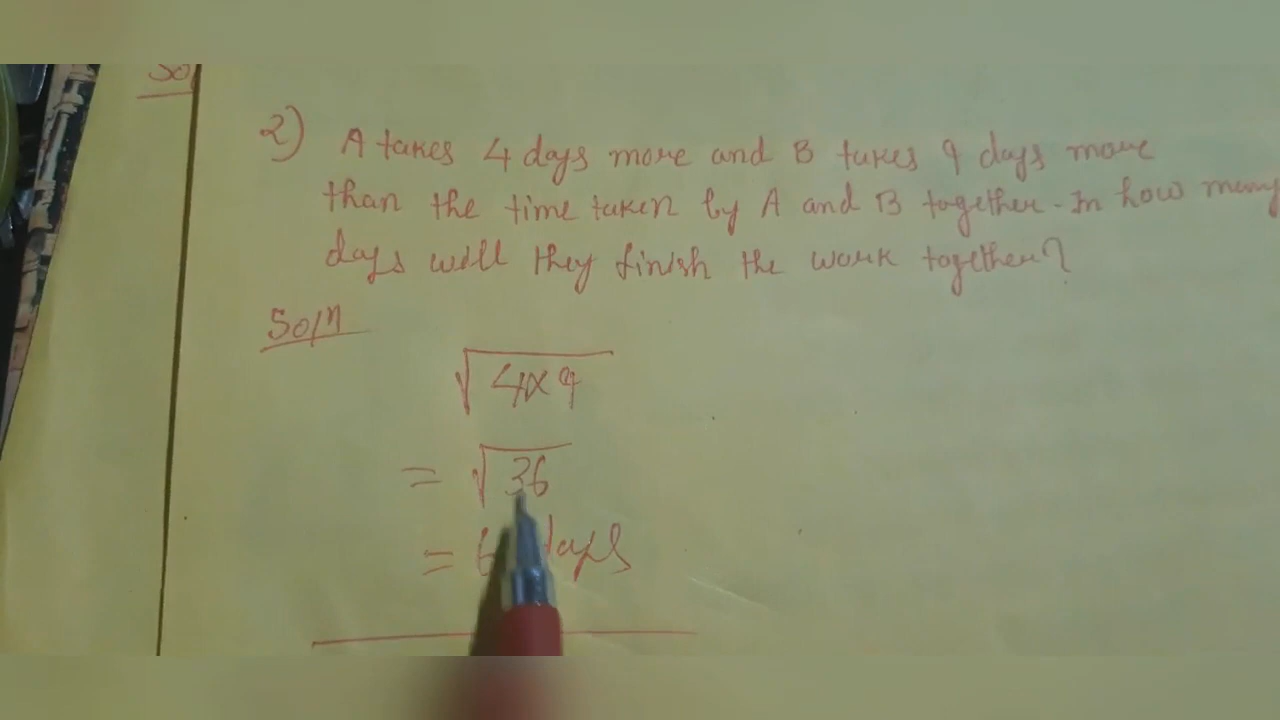 Sol
2) A takes 4 days more and B takes 9 days more
than the time taken by A and B together. In how many
days will they finish the work together?
Soln
√4×9
= √36
= 6 days